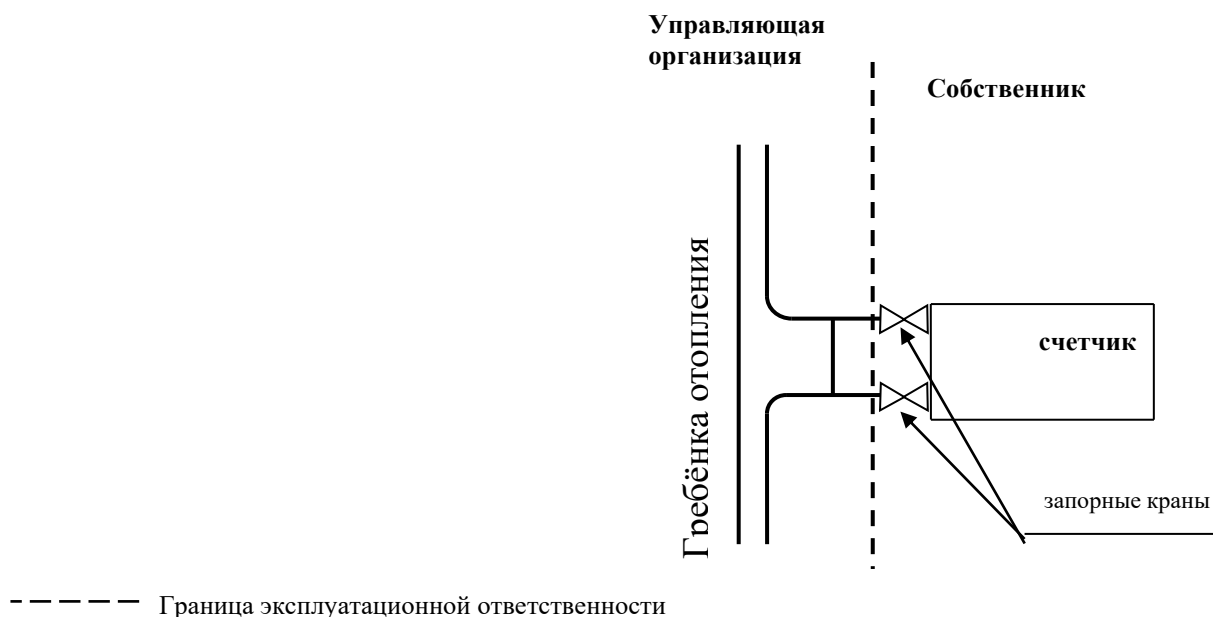 Управляющая
организация
Собственник
Гребёнка отопления
счетчик
запорные краны
Граница эксплуатационной ответственности